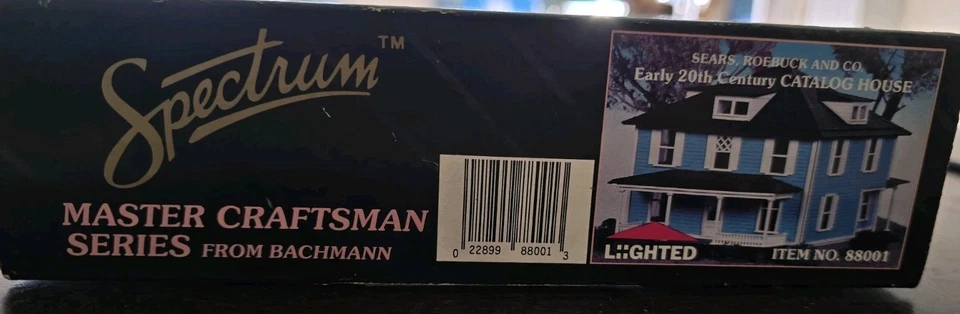 Spectrum™
MASTER CRAFTSMAN
SERIES FROM BACHMANN
0 22899 88001 3
SEARS, ROEBUCK AND CO.
Early 20th Century CATALOG HOUSE
L::GHTED
ITEM NO. 88001